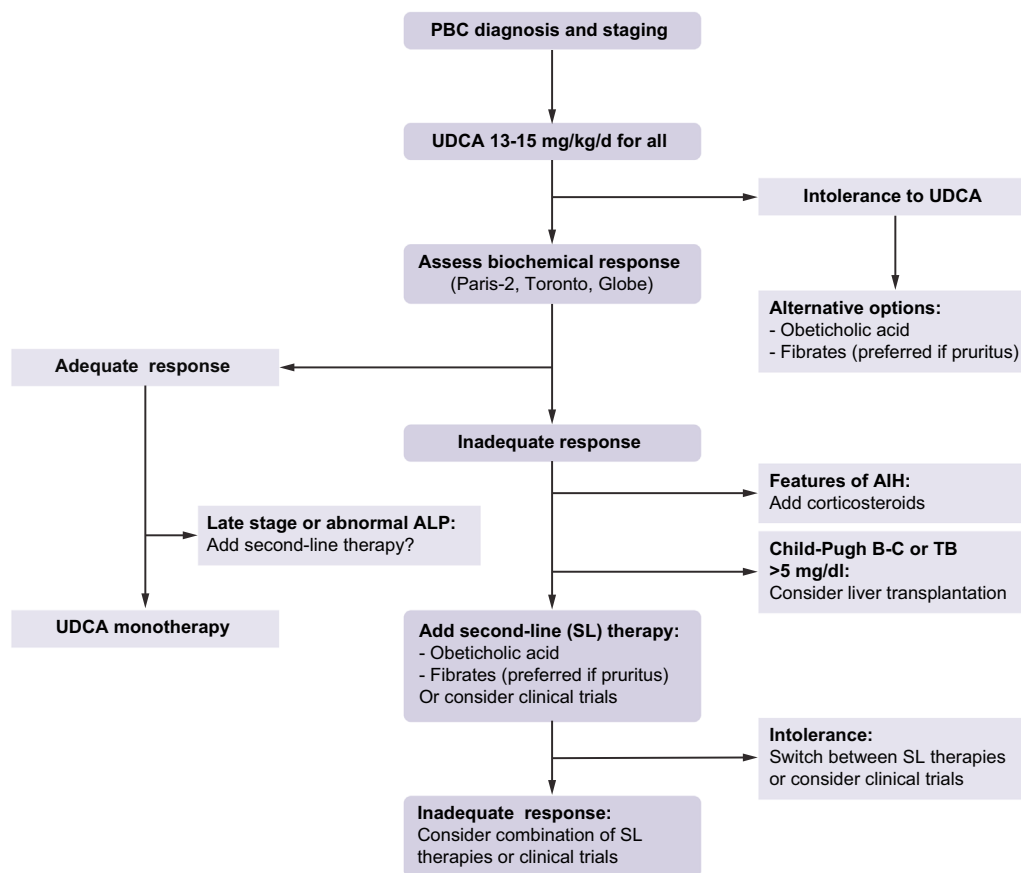 PBC diagnosis and staging
UDCA 13-15 mg/kg/d for all
Intolerance to UDCA
Assess biochemical response
(Paris-2, Toronto, Globe)
Alternative options:
- Obeticholic acid
- Fibrates (preferred if pruritus)
Adequate response
Inadequate response
Features of AIH:
Add corticosteroids
Late stage or abnormal ALP:
Add second-line therapy?
Child-Pugh B-C or TB
>5 mg/dl:
Consider liver transplantation
UDCA monotherapy
Add second-line (SL) therapy:
- Obeticholic acid
- Fibrates (preferred if pruritus)
Or consider clinical trials
Intolerance:
Switch between SL therapies
or consider clinical trials
Inadequate response:
Consider combination of SL
therapies or clinical trials